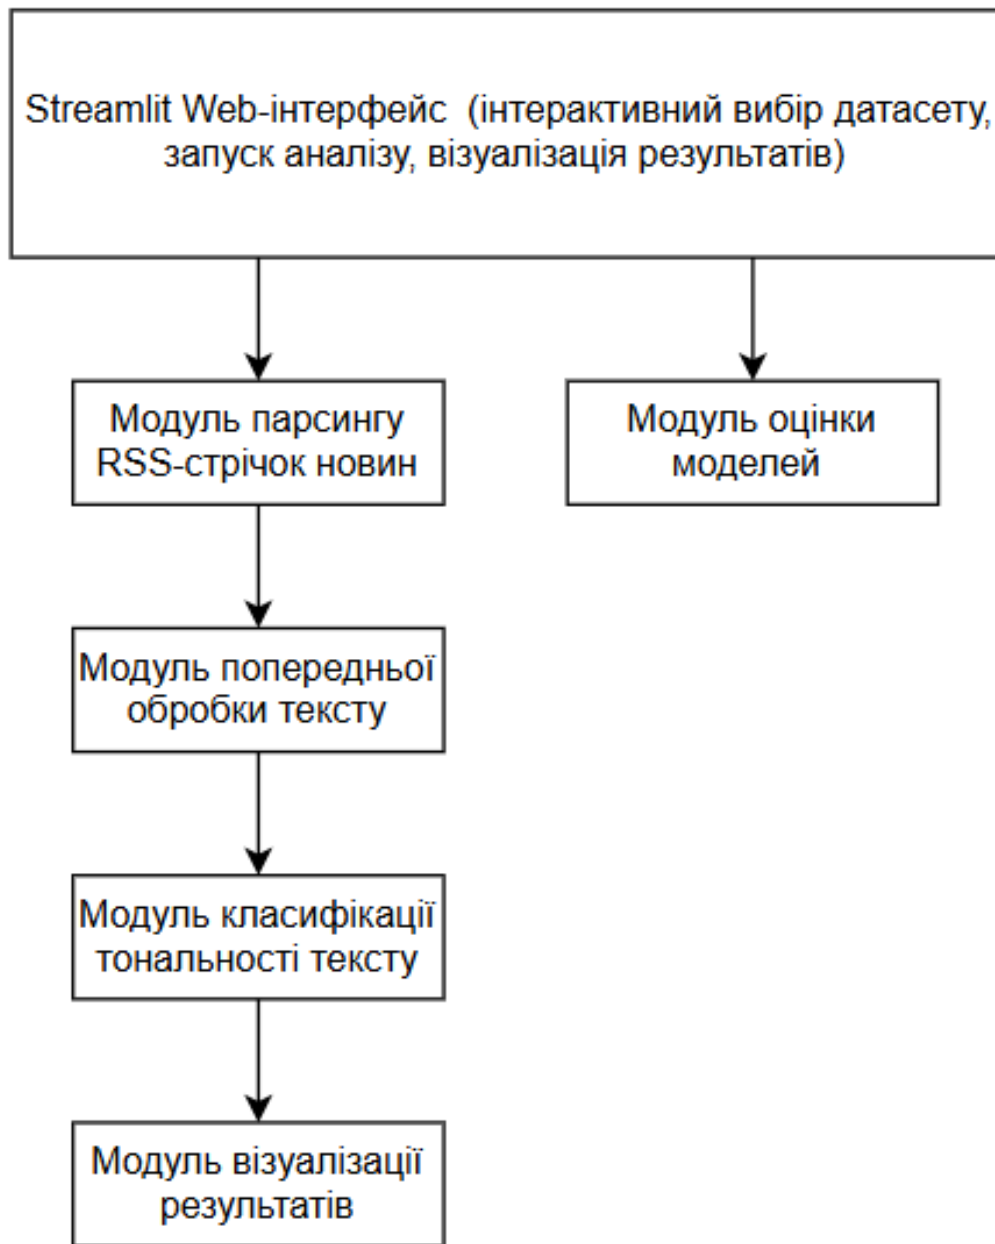 Streamlit Web-інтерфейс  (інтерактивний вибір датасету,
запуск аналізу, візуалізація результатів)
Модуль парсингу
RSS-стрічок новин
Модуль оцінки
моделей
Модуль попередньої
обробки тексту
Модуль класифікації
тональності тексту
Модуль візуалізації
результатів